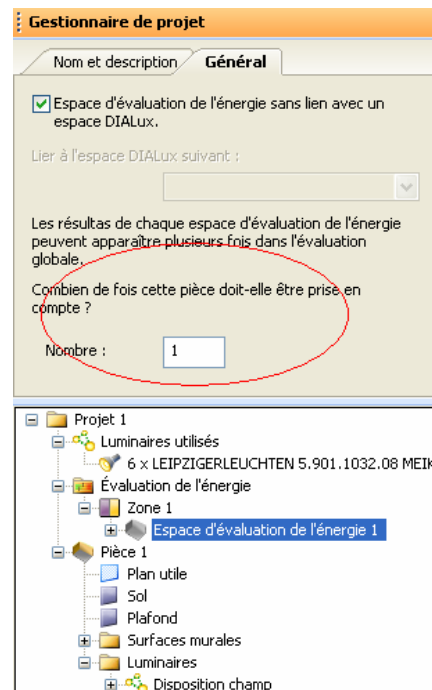 Gestionnaire de projet
Nom et description
Général
Espace d'évaluation de l'énergie sans lien avec un
espace DIALux.
Lier à l'espace DIALux suivant :
Les résultas de chaque espace d'évaluation de l'énergie
peuvent apparaître plusieurs fois dans l'évaluation
globale.
Combien de fois cette pièce doit-elle être prise en
compte ?
Nombre :
1
Projet 1
Luminaires utilisés
6 x LEIPZIGERLEUCHTEN 5.901.1032.08 MEIK
Évaluation de l'énergie
Zone 1
Espace d'évaluation de l'énergie 1
Pièce 1
Plan utile
Sol
Plafond
Surfaces murales
Luminaires
Disposition champ